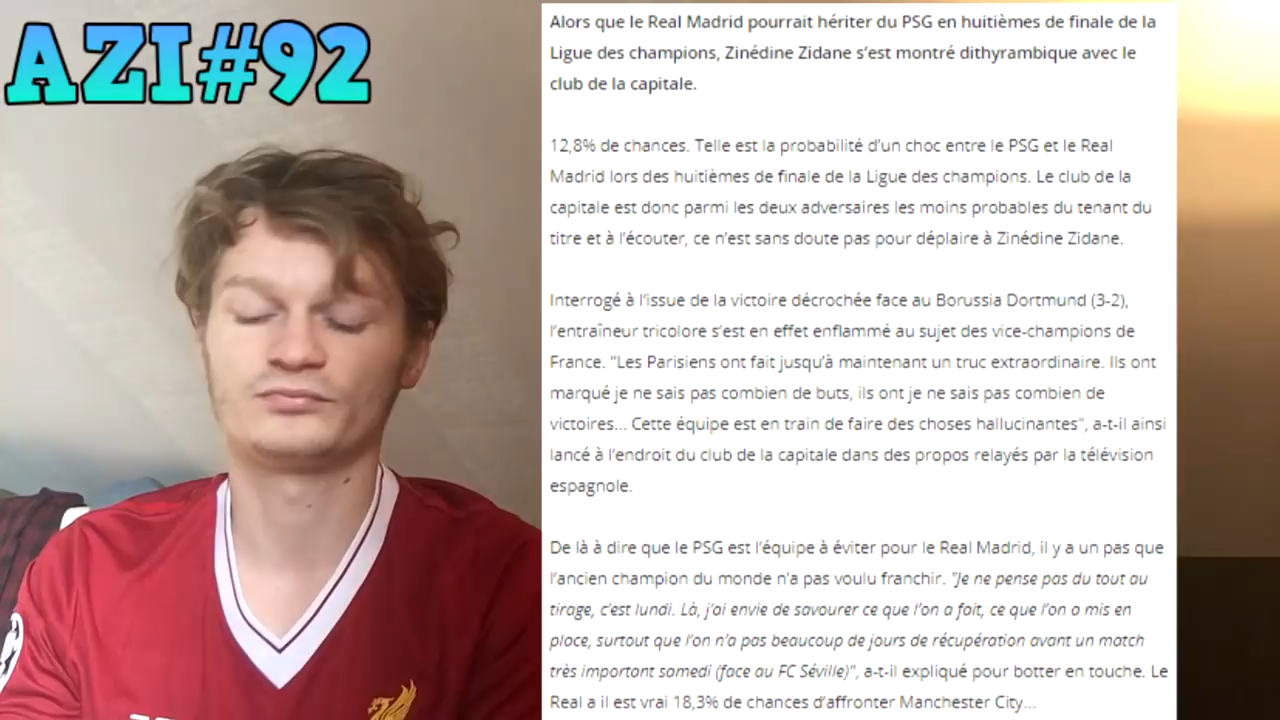 AZI#92
Alors que le Real Madrid pourrait hériter du PSG en huitièmes de finale de la
Ligue des champions, Zinédine Zidane s'est montré dithyrambique avec le
club de la capitale.
12,8% de chances. Telle est la probabilité d'un choc entre le PSG et le Real
Madrid lors des huitièmes de finale de la Ligue des champions. Le club de la
capitale est donc parmi les deux adversaires les moins probables du tenant du
titre et à l'écouter, ce n'est sans doute pas pour déplaire à Zinédine Zidane.
Interrogé à l'issue de la victoire décrochée face au Borussia Dortmund (3-2),
l'entraîneur tricolore s'est en effet enflammé au sujet des vice-champions de
France. "Les Parisiens ont fait jusqu'à maintenant un truc extraordinaire. Ils ont
marqué je ne sais pas combien de buts, ils ont je ne sais pas combien de
victoires... Cette équipe est en train de faire des choses hallucinantes", a-t-il ainsi
lancé à l'endroit du club de la capitale dans des propos relayés par la télévision
espagnole.
De là à dire que le PSG est l'équipe à éviter pour le Real Madrid, il y a un pas que
l'ancien champion du monde n'a pas voulu franchir. "Je ne pense pas du tout au
tirage, c'est lundi. Là, j'ai envie de savourer ce que l'on a fait, ce que l'on a mis en
place, surtout que l'on n'a pas beaucoup de jours de récupération avant un match
très important samedi (face au FC Séville)", a-t-il expliqué pour botter en touche. Le
Real a il est vrai 18,3% de chances d'affronter Manchester City...